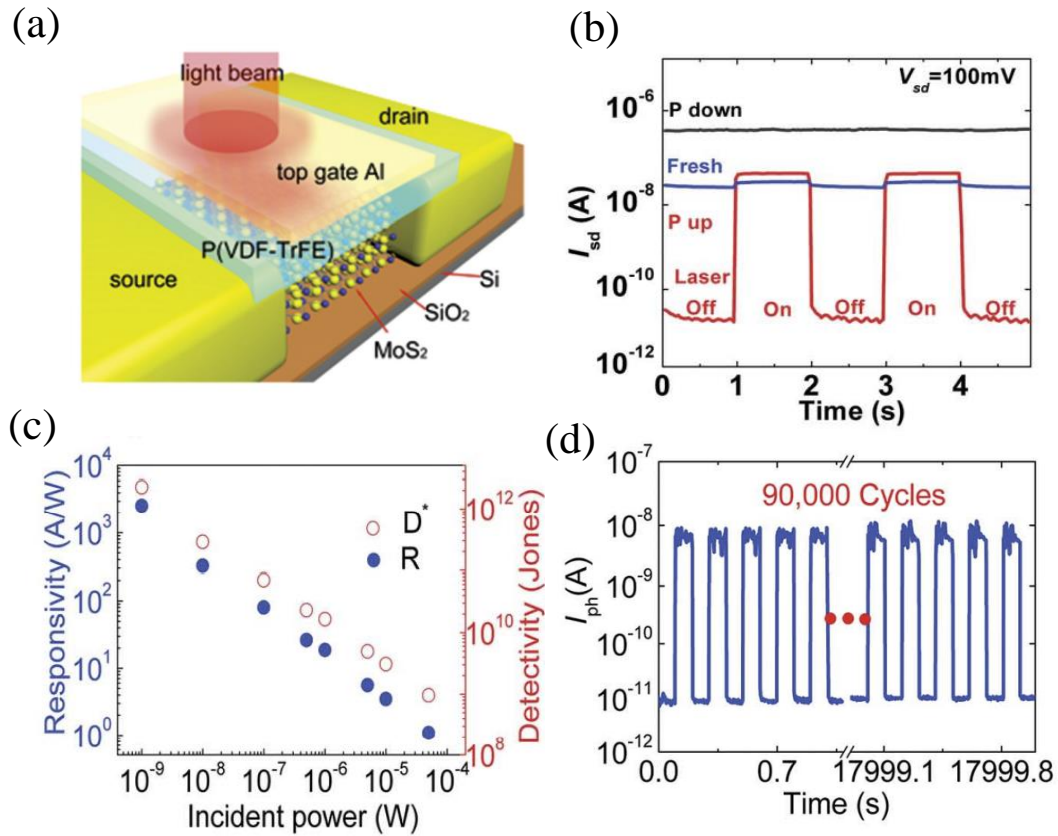 (a)
light beam
drain
top gate Al
P(VDF-TrFE)
source
Si
SiO₂
MoS₂
(b)
V_sd=100mV
10⁻⁶
P down
Fresh
10⁻⁸
P up
I_sd (A)
10⁻¹⁰
Laser
Off On Off On Off
10⁻¹²
0 1 2 3 4
Time (s)
(c)
10⁴
10³
10²
10¹
10⁰
Responsivity (A/W)
D*
R
10¹²
10¹⁰
10⁸
Detectivity (Jones)
10⁻⁹ 10⁻⁸ 10⁻⁷ 10⁻⁶ 10⁻⁵ 10⁻⁴
Incident power (W)
(d)
10⁻⁷
90,000 Cycles
10⁻⁸
10⁻⁹
10⁻¹⁰
10⁻¹¹
10⁻¹²
I_ph(A)
0.0 0.7 17999.1 17999.8
Time (s)